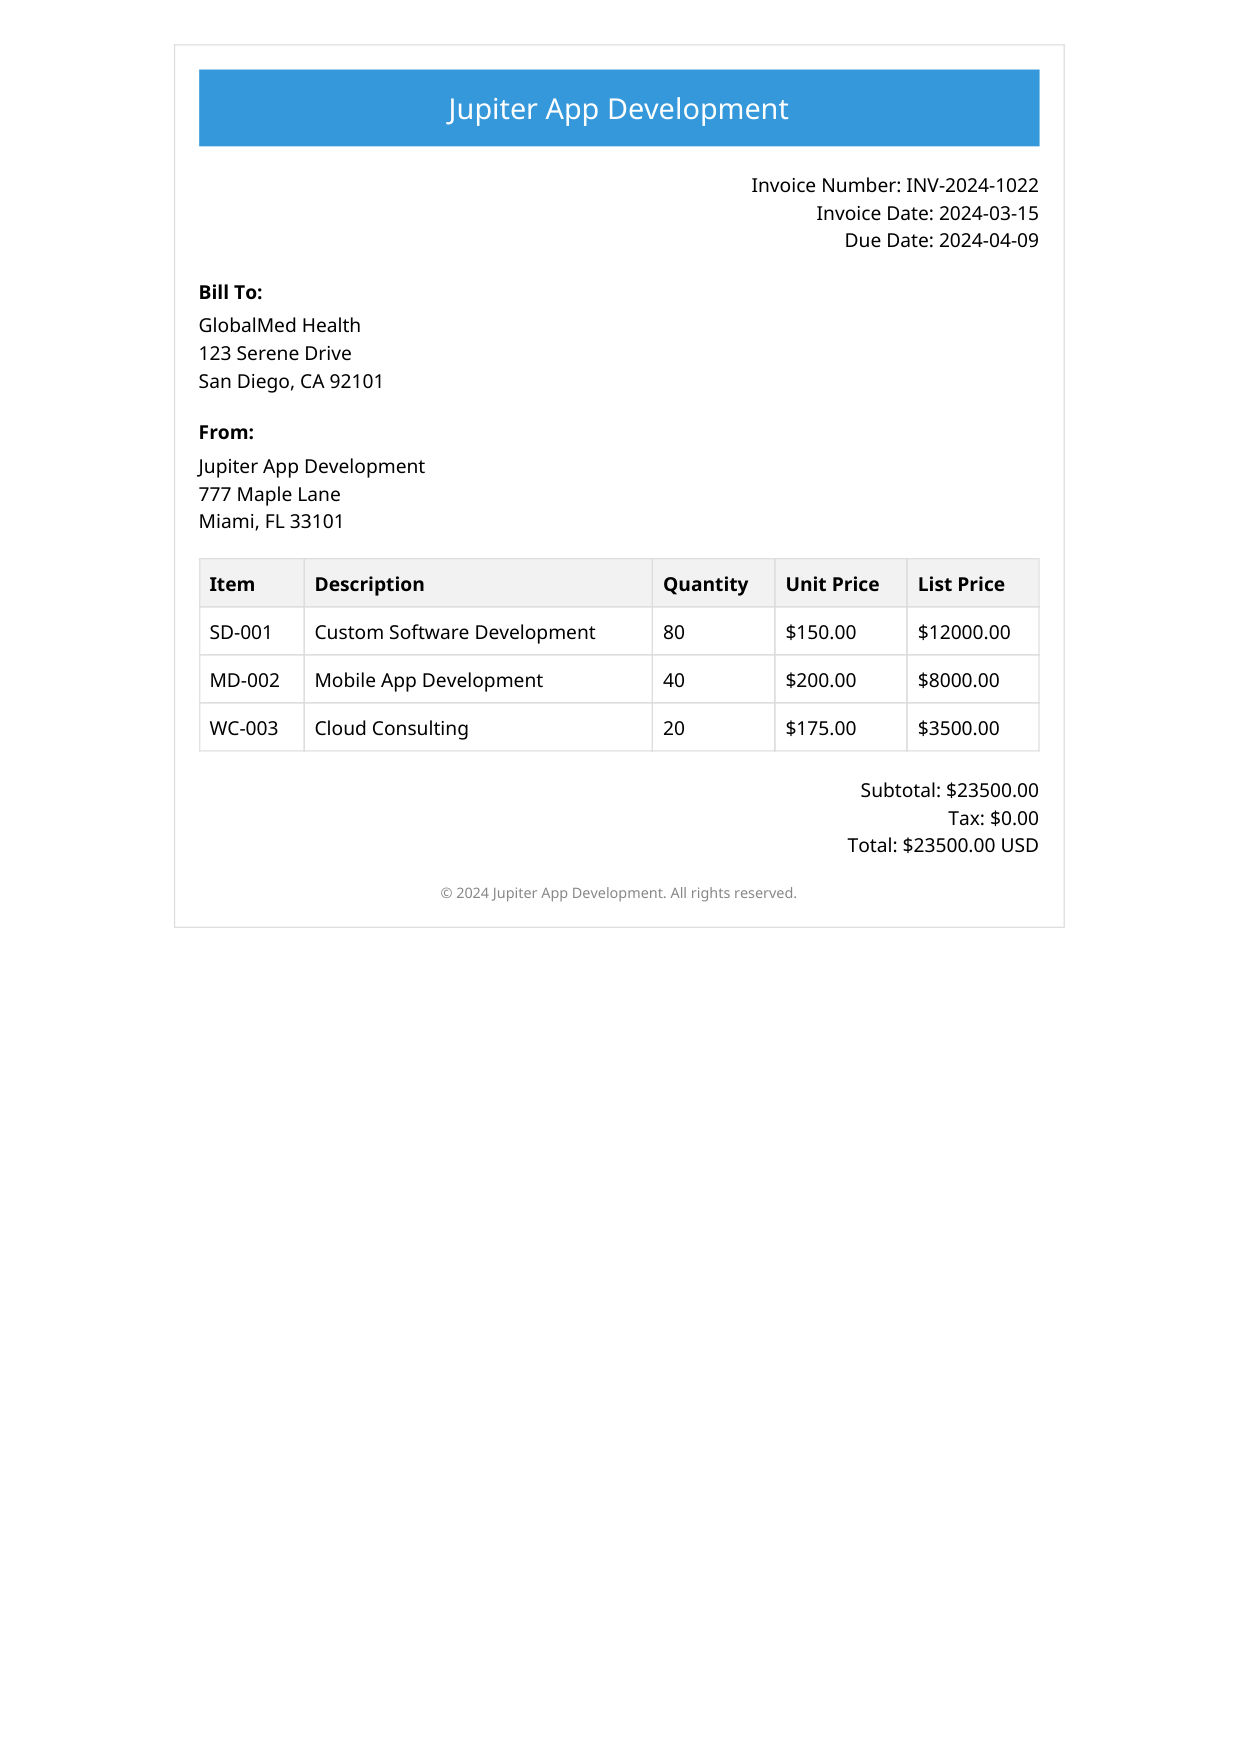 Jupiter App Development
Invoice Number: INV-2024-1022
Invoice Date: 2024-03-15
Due Date: 2024-04-09
Bill To:
GlobalMed Health
123 Serene Drive
San Diego, CA 92101
From:
Jupiter App Development
777 Maple Lane
Miami, FL 33101
Item Description Quantity Unit Price List Price
SD-001 Custom Software Development 80 $150.00 $12000.00
MD-002 Mobile App Development 40 $200.00 $8000.00
WC-003 Cloud Consulting 20 $175.00 $3500.00
Subtotal: $23500.00
Tax: $0.00
Total: $23500.00 USD
© 2024 Jupiter App Development. All rights reserved.